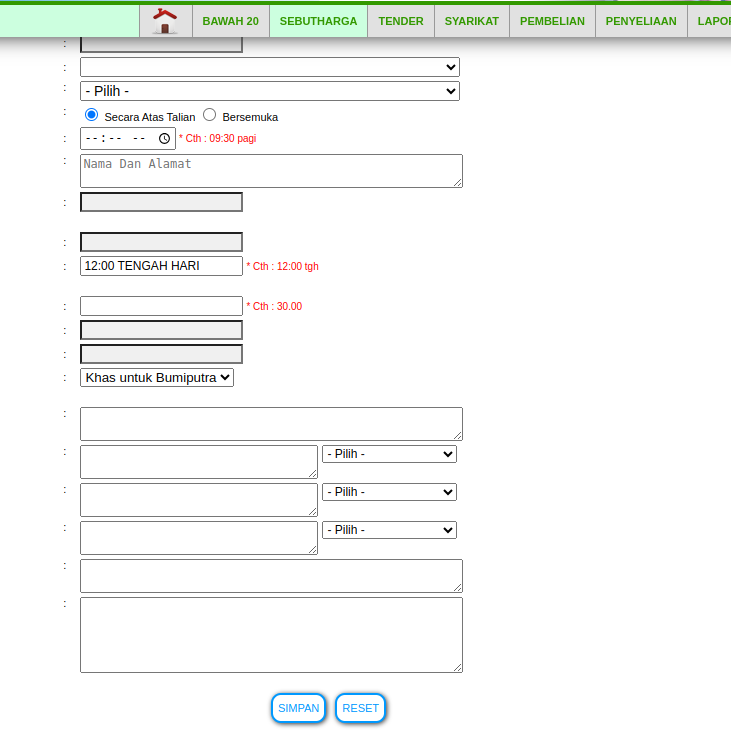 BAWAH 20 SEBUTHARGA TENDER SYARIKAT PEMBELIAN PENYELIAAN LAPOR
:
:
: - Pilih -
: Secara Atas Talian Bersemuka
: --:-- -- * Cth : 09:30 pagi
: Nama Dan Alamat
:
:
: 12:00 TENGAH HARI * Cth : 12:00 tgh
: * Cth : 30.00
:
:
: Khas untuk Bumiputra
:
: - Pilih -
: - Pilih -
: - Pilih -
:
:
SIMPAN RESET